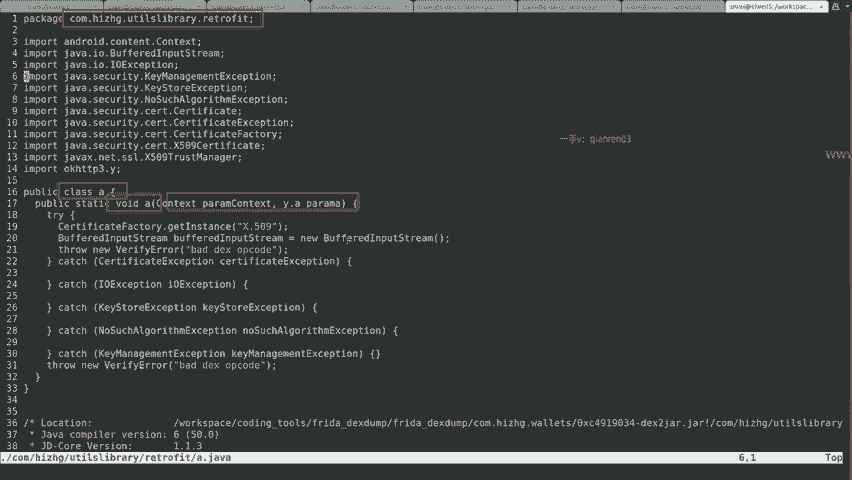 siwei@siwei15: /workspac...
1 package com.hizhg.utilslibrary.retrofit;
2
3 import android.content.Context;
4 import java.io.BufferedInputStream;
5 import java.io.IOException;
6 import java.security.KeyManagementException;
7 import java.security.KeyStoreException;
8 import java.security.NoSuchAlgorithmException;
9 import java.security.cert.Certificate;
10 import java.security.cert.CertificateException;
11 import java.security.cert.CertificateFactory;
12 import java.security.cert.X509Certificate;
13 import javax.net.ssl.X509TrustManager;
14 import okhttp3.y;
15
16 public class a {
17 public static void a(Context paramContext, y.a parama) {
18 try {
19 CertificateFactory.getInstance("X.509");
20 BufferedInputStream bufferedInputStream = new BufferedInputStream();
21 throw new VerifyError("bad dex opcode");
22 } catch (CertificateException certificateException) {
23
24 } catch (IOException iOException) {
25
26 } catch (KeyStoreException keyStoreException) {
27
28 } catch (NoSuchAlgorithmException noSuchAlgorithmException) {
29
30 } catch (KeyManagementException keyManagementException) {}
31 throw new VerifyError("bad dex opcode");
32 }
33 }
34
35
36 /* Location: /workspace/coding_tools/frida_dexdump/frida_dexdump/com.hizhg.wallets/0xc4919034-dex2jar.jar!/com/hizhg/utilslibrary
37 * Java compiler version: 6 (50.0)
38 * JD-Core Version: 1.1.3
./com/hizhg/utilslibrary/retrofit/a.java 6,1 Top
qianren03
www